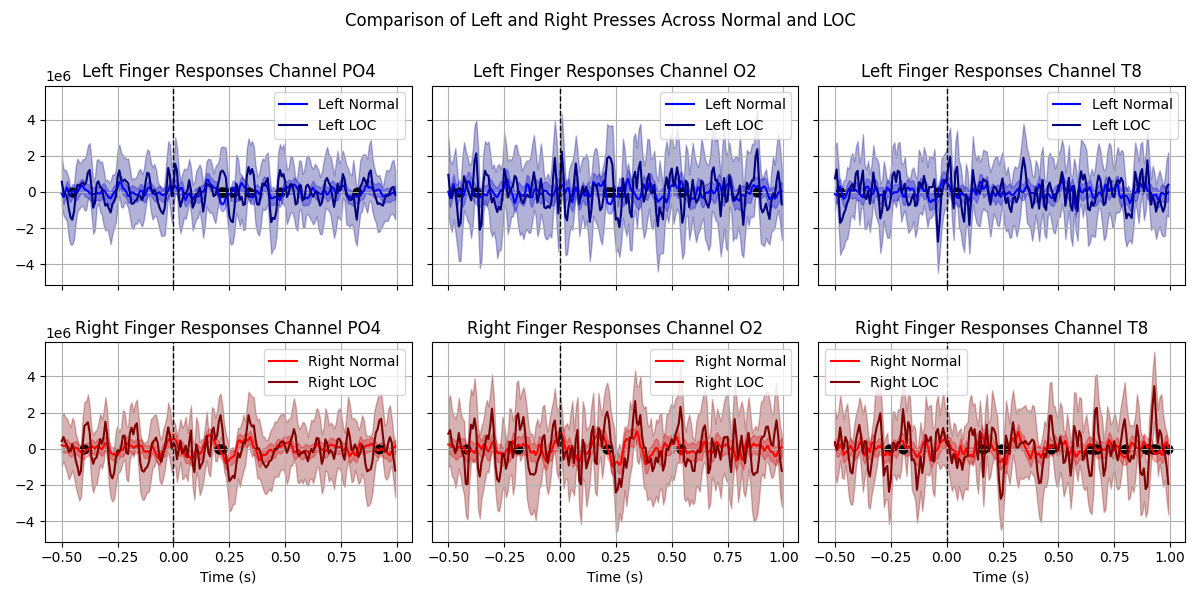 Comparison of Left and Right Presses Across Normal and LOC
1e6
Left Finger Responses Channel PO4
Left Finger Responses Channel O2
Left Finger Responses Channel T8
Left Normal
Left LOC
Left Normal
Left LOC
Left Normal
Left LOC
4
2
0
−2
−4
1e6
Right Finger Responses Channel PO4
Right Finger Responses Channel O2
Right Finger Responses Channel T8
Right Normal
Right LOC
Right Normal
Right LOC
Right Normal
Right LOC
4
2
0
−2
−4
−0.50 −0.25 0.00 0.25 0.50 0.75 1.00
−0.50 −0.25 0.00 0.25 0.50 0.75 1.00
−0.50 −0.25 0.00 0.25 0.50 0.75 1.00
Time (s)
Time (s)
Time (s)